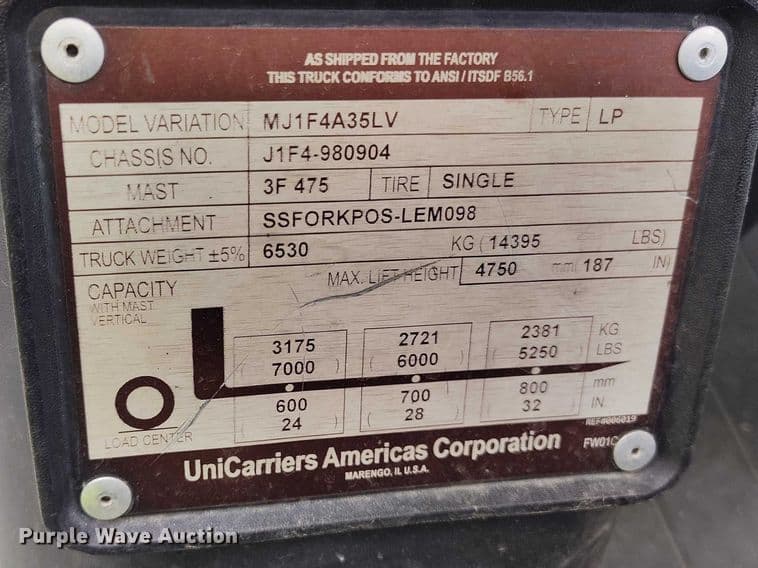 AS SHIPPED FROM THE FACTORY
THIS TRUCK CONFORMS TO ANSI / ITSDF B56.1
MODEL VARIATION MJ1F4A35LV TYPE LP
CHASSIS NO. J1F4-980904
MAST 3F 475 TIRE SINGLE
ATTACHMENT SSFORKPOS-LEM098
TRUCK WEIGHT ±5% 6530 KG ( 14395 LBS)
CAPACITY MAX. LIFT HEIGHT 4750 mm( 187 IN)
WITH MAST
VERTICAL
3175 2721 2381 KG
( 7000 ) ( 6000 ) ( 5250 ) LBS
600 700 800 mm
( 24 ) ( 28 ) ( 32 ) IN
LOAD CENTER
REF#006019
UniCarriers Americas Corporation
MARENGO, IL U.S.A.
Purple Wave Auction